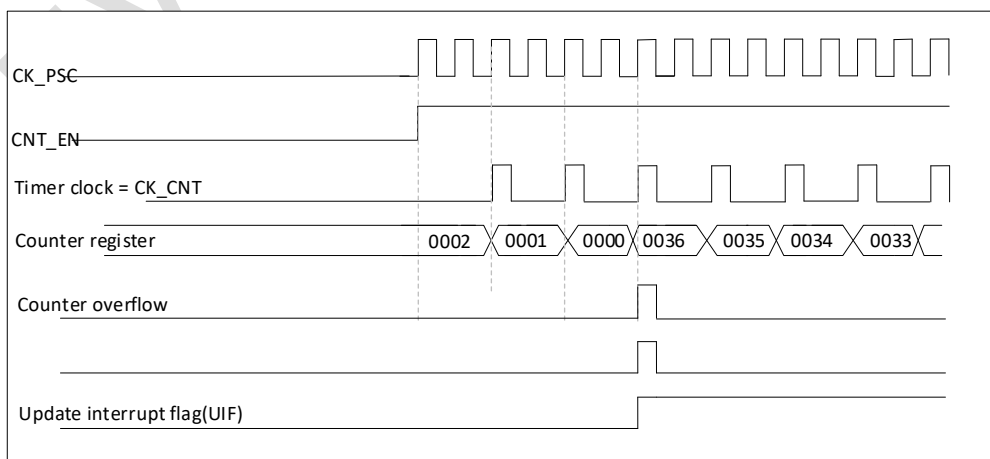 CK_PSC
CNT_EN
Timer clock = CK_CNT
Counter register 0002 0001 0000 0036 0035 0034 0033
Counter overflow
Update interrupt flag(UIF)